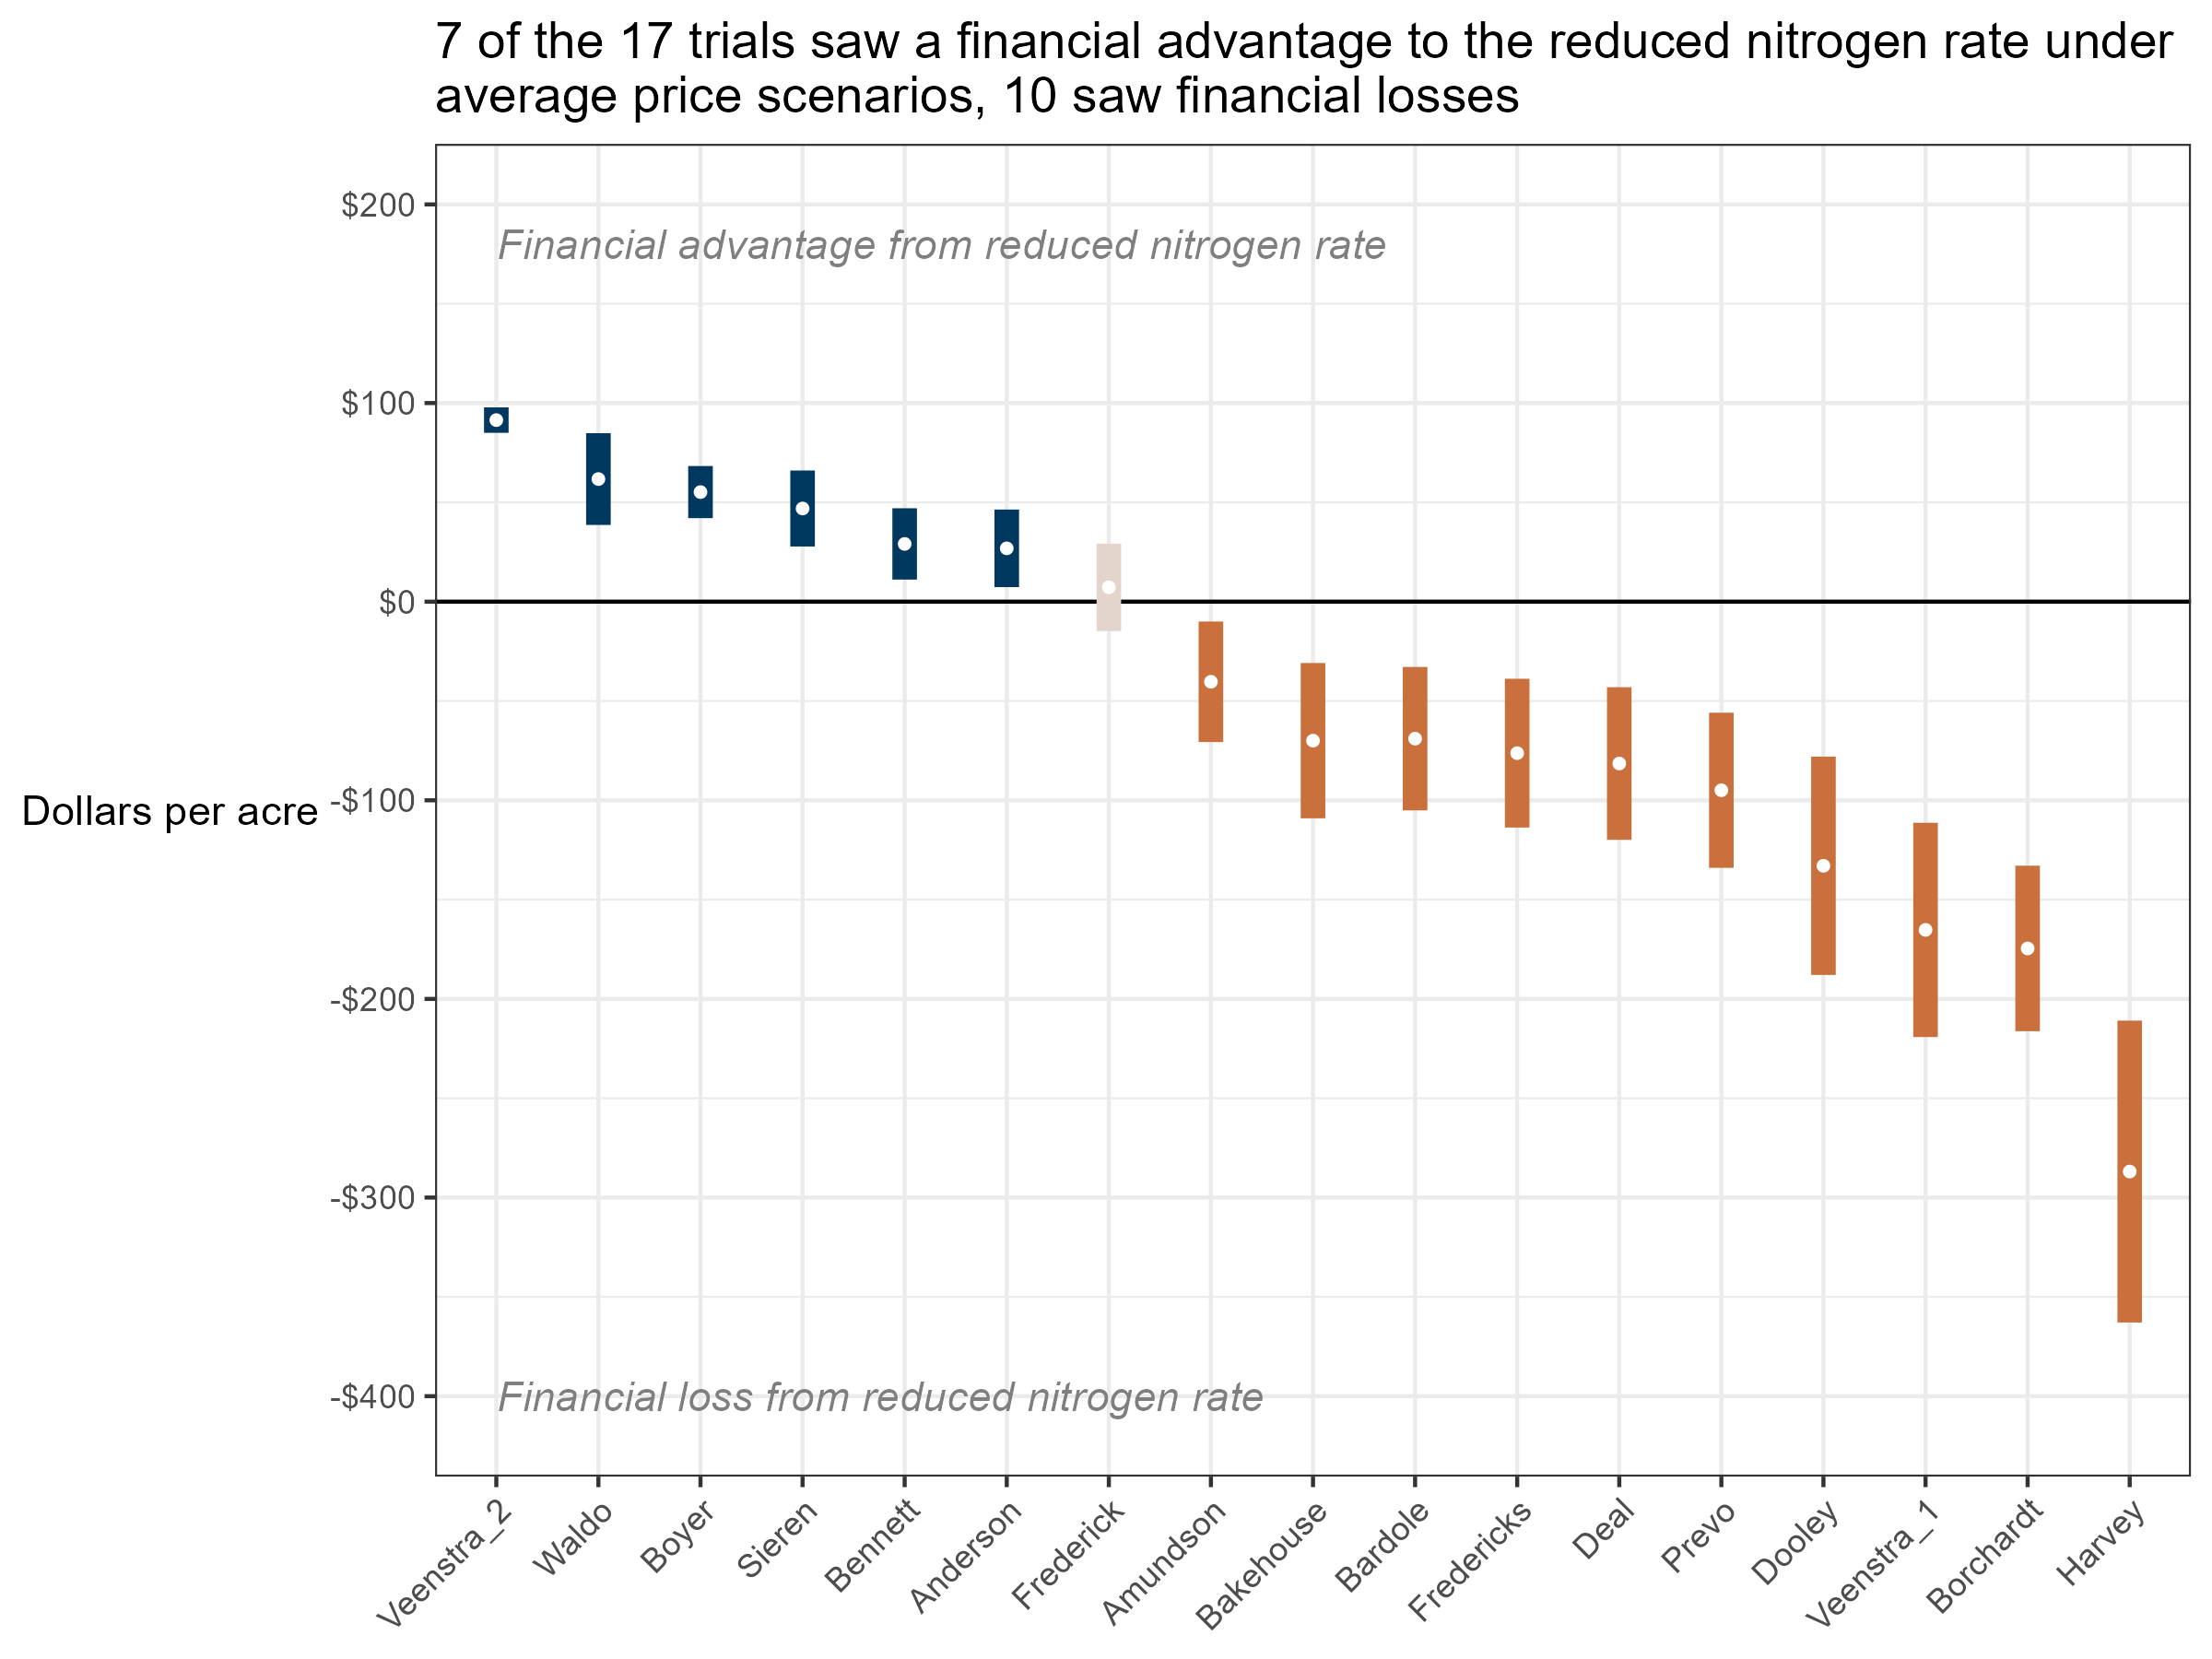 7 of the 17 trials saw a financial advantage to the reduced nitrogen rate under
average price scenarios, 10 saw financial losses
$200
Financial advantage from reduced nitrogen rate
$100
$0
Dollars per acre
-$100
-$200
-$300
-$400
Financial loss from reduced nitrogen rate
Veenstra_2
Waldo
Boyer
Sieren
Bennett
Anderson
Frederick
Amundson
Bakehouse
Bardole
Fredericks
Deal
Prevo
Dooley
Veenstra_1
Borchardt
Harvey